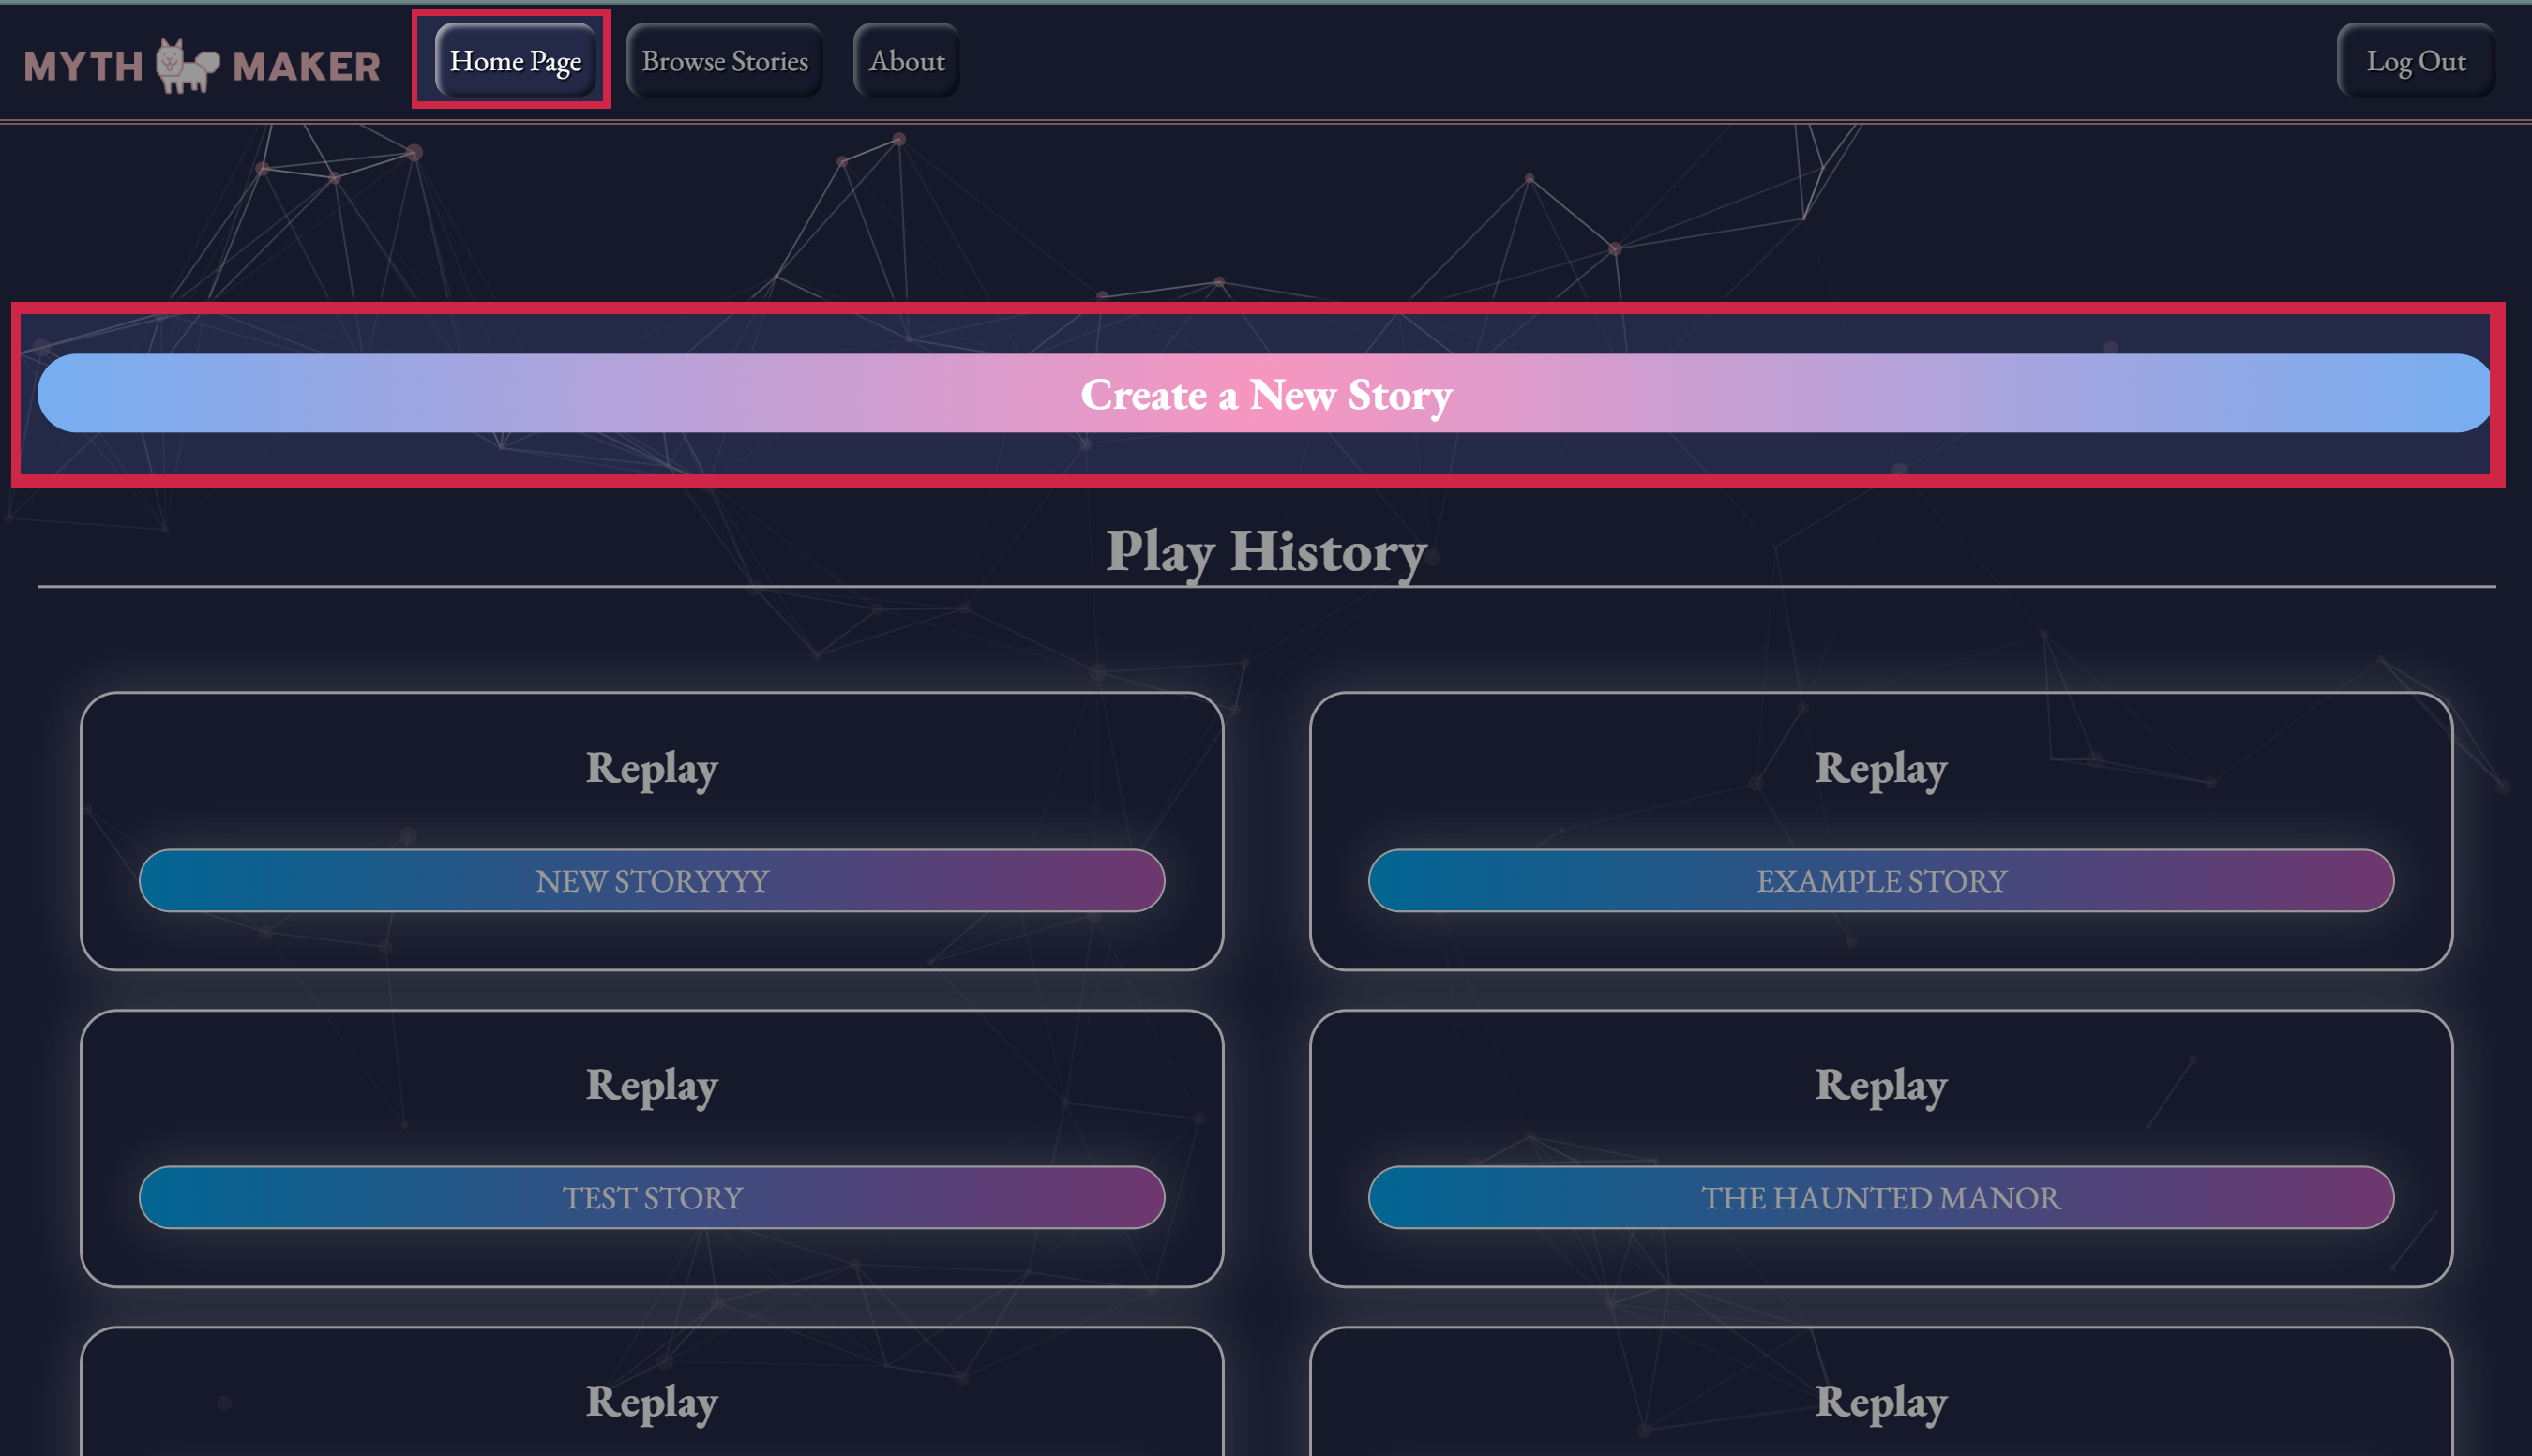 MYTH MAKER
Home Page
Browse Stories
About
Log Out
Create a New Story
Play History
Replay
NEW STORYYYY
Replay
EXAMPLE STORY
Replay
TEST STORY
Replay
THE HAUNTED MANOR
Replay
Replay